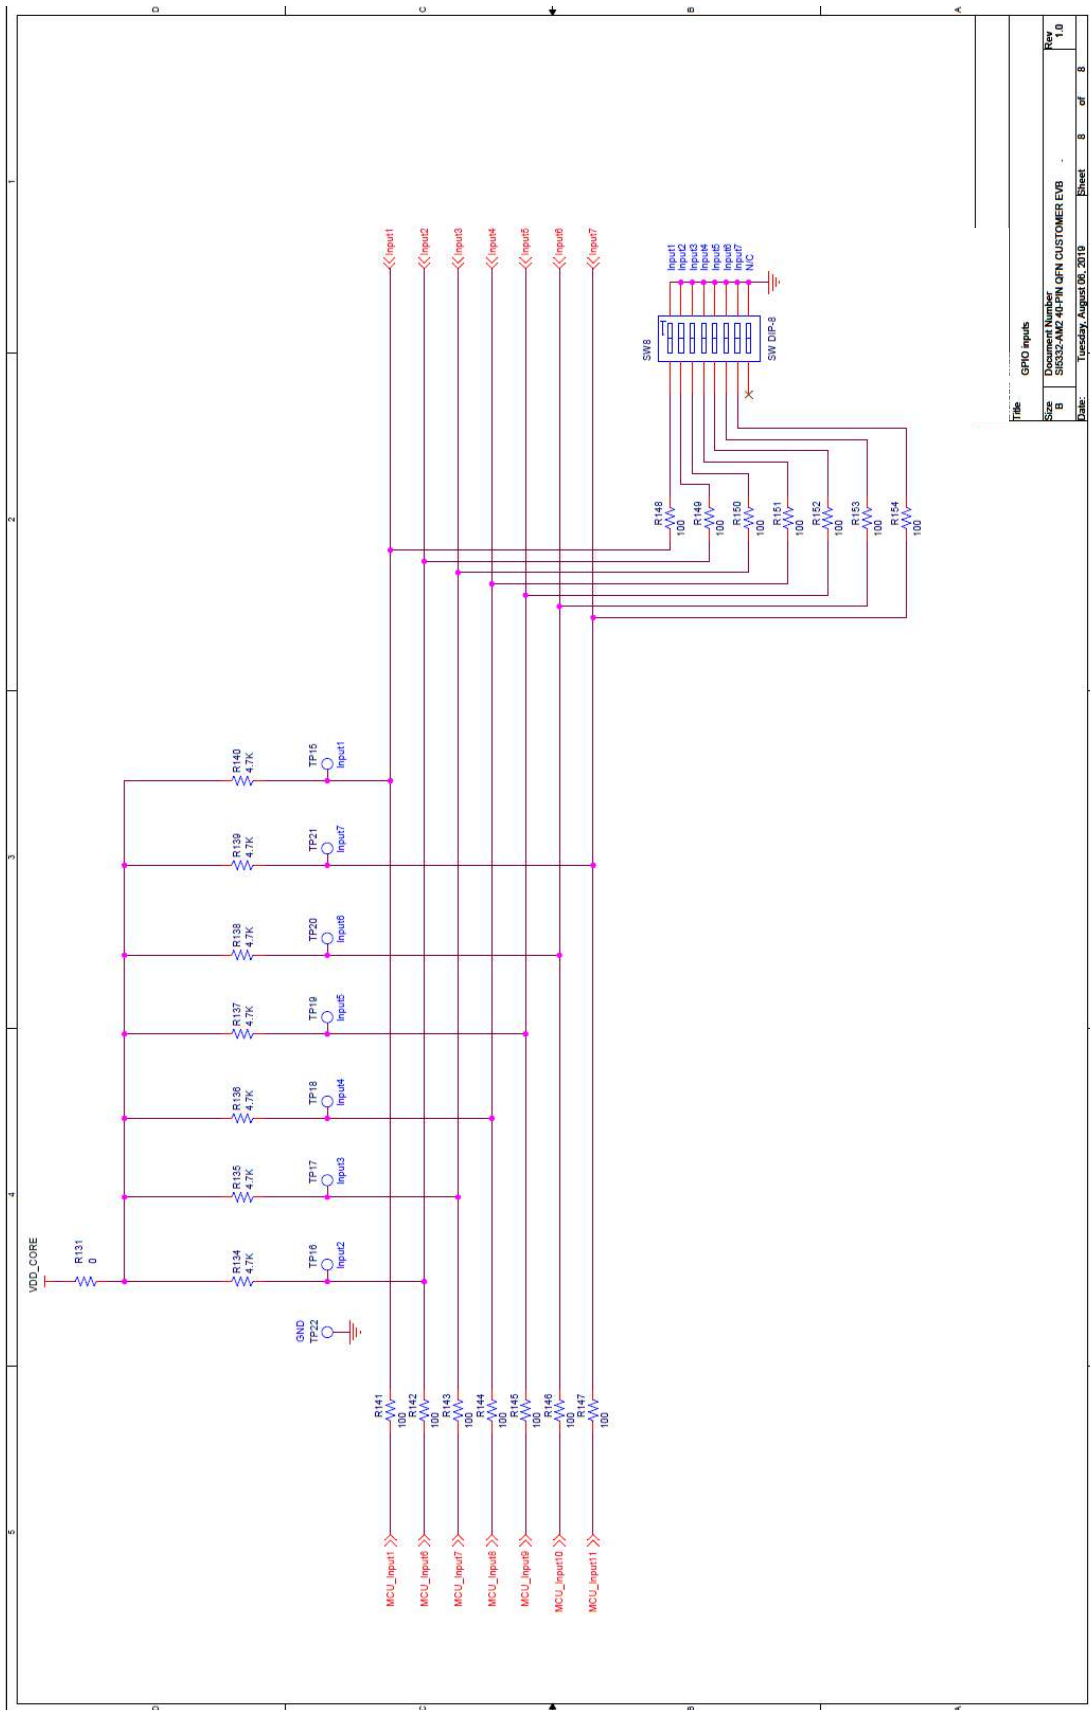 5
4
3
2
1
D
C
B
A
D
C
B
A
VDD_CORE
R131
0
R134
4.7K
R135
4.7K
R136
4.7K
R137
4.7K
R138
4.7K
R139
4.7K
R140
4.7K
GND
TP22
TP16
Input2
TP17
Input3
TP18
Input4
TP19
Input5
TP20
Input6
TP21
Input7
TP15
Input1
MCU_Input1
R141
100
Input1
MCU_Input6
R142
100
Input2
MCU_Input7
R143
100
Input3
MCU_Input8
R144
100
Input4
MCU_Input9
R145
100
Input5
MCU_Input10
R146
100
Input6
MCU_Input11
R147
100
Input7
SW8
R148
100
R149
100
R150
100
R151
100
R152
100
R153
100
R154
100
Input1
Input2
Input3
Input4
Input5
Input6
Input7
N/C
SW DIP-8
Title
GPIO inputs
Size
B
Document Number
SI5332-AM2 40-PIN QFN CUSTOMER EVB
Rev
1.0
Date:
Tuesday, August 06, 2019
Sheet
8
of
8